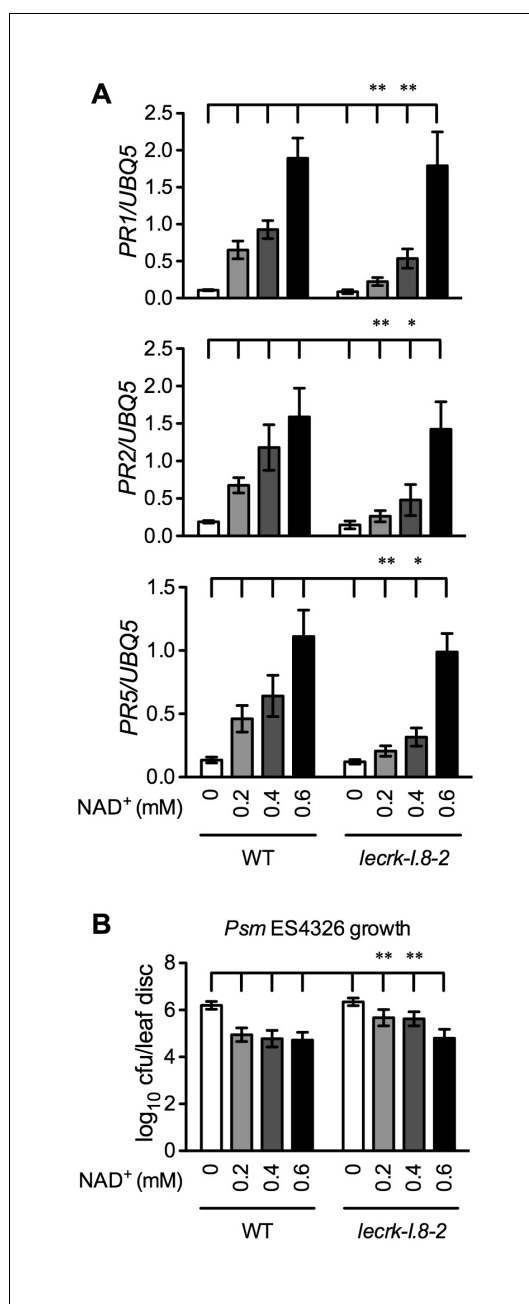 A
** **
2.5
2.0
1.5
1.0
0.5
0.0
PR1/UBQ5
** *
2.5
2.0
1.5
1.0
0.5
0.0
PR2/UBQ5
** *
1.5
1.0
0.5
0.0
PR5/UBQ5
NAD⁺ (mM) 0 0.2 0.4 0.6 0 0.2 0.4 0.6
WT lecrk-I.8-2
B
Psm ES4326 growth
** **
8
6
4
2
0
log₁₀ cfu/leaf disc
NAD⁺ (mM) 0 0.2 0.4 0.6 0 0.2 0.4 0.6
WT lecrk-I.8-2